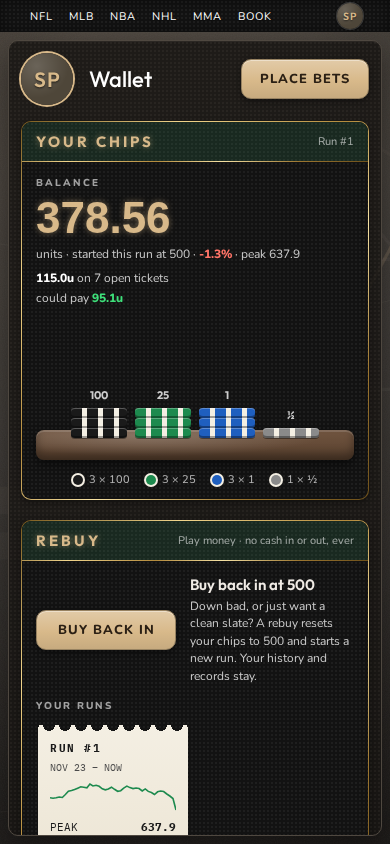 NFL MLB NBA NHL MMA BOOK SP
SP Wallet PLACE BETS
YOUR CHIPS Run #1
BALANCE
378.56
units · started this run at 500 · -1.3% · peak 637.9
115.0u on 7 open tickets
could pay 95.1u
100 25 1 ½
3 × 100 3 × 25 3 × 1 1 × ½
REBUY Play money · no cash in or out, ever
BUY BACK IN
Buy back in at 500
Down bad, or just want a
clean slate? A rebuy resets
your chips to 500 and starts a
new run. Your history and
records stay.
YOUR RUNS
RUN #1
NOV 23 – NOW
PEAK 637.9